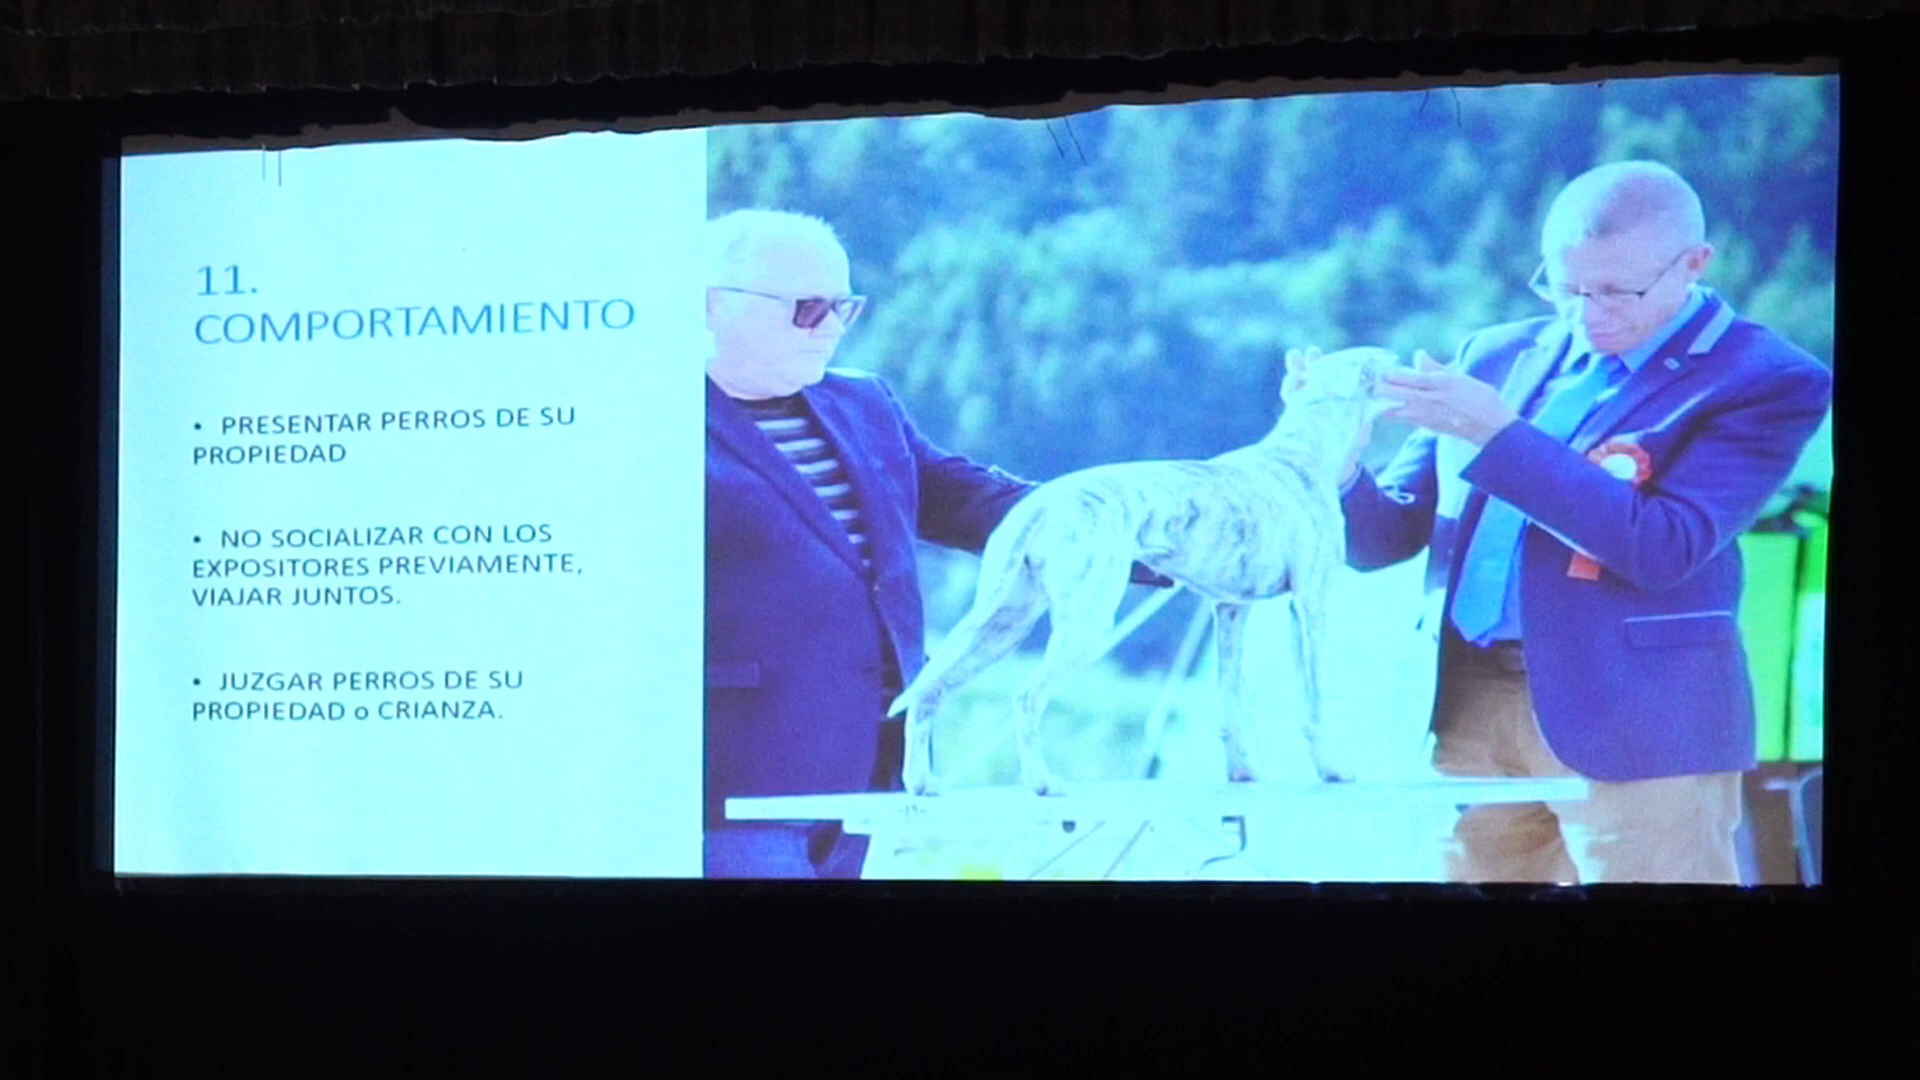 11.
COMPORTAMIENTO
• PRESENTAR PERROS DE SU
PROPIEDAD
• NO SOCIALIZAR CON LOS
EXPOSITORES PREVIAMENTE,
VIAJAR JUNTOS.
• JUZGAR PERROS DE SU
PROPIEDAD o CRIANZA.